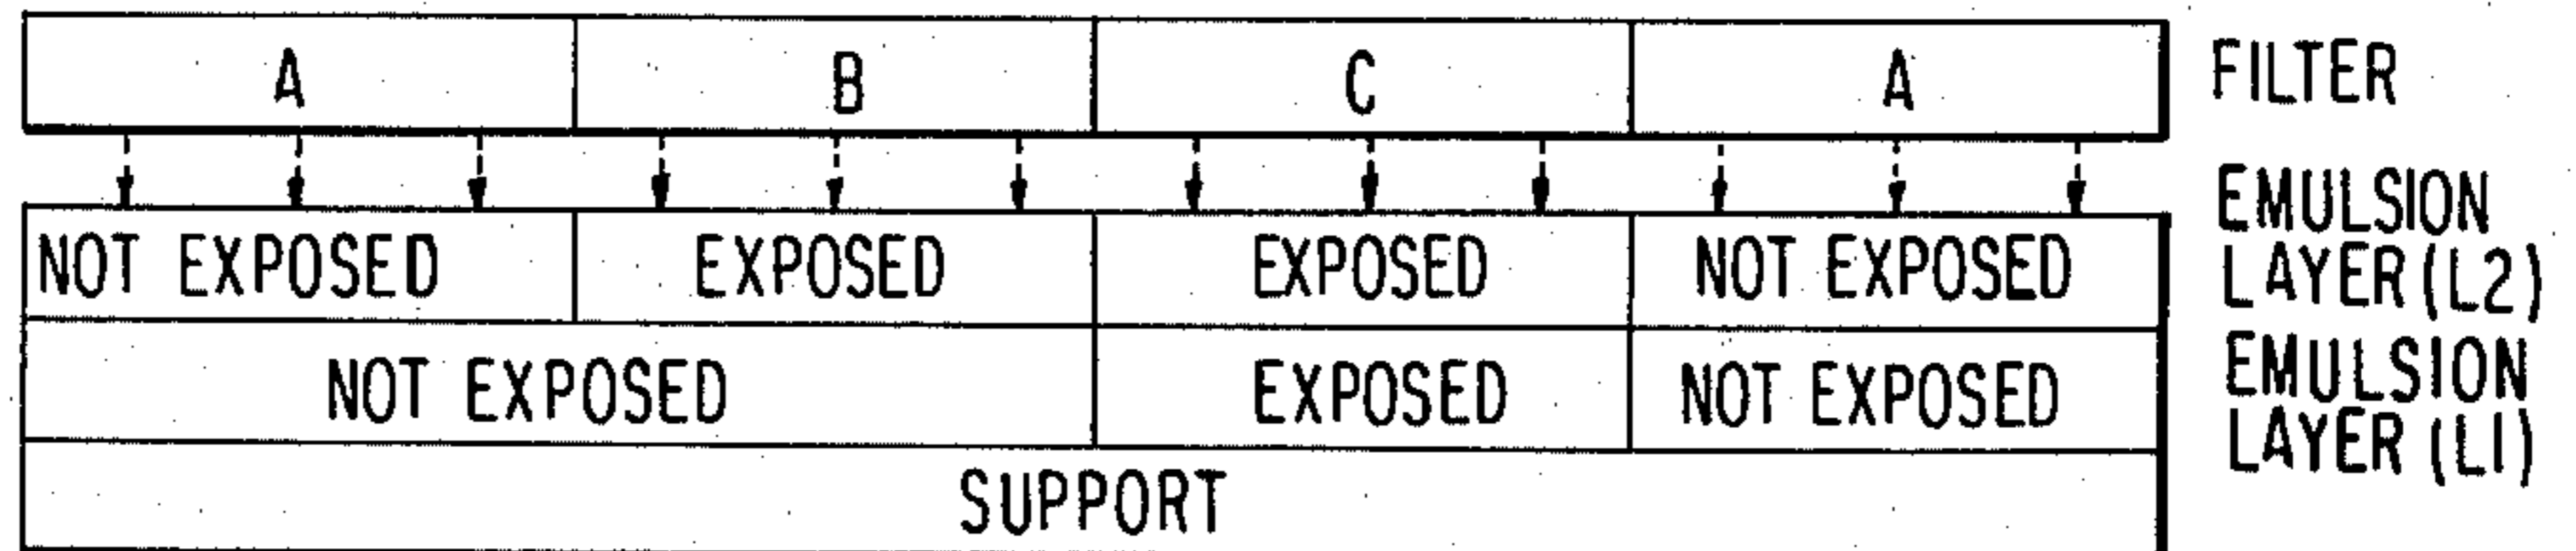 A B C A FILTER
NOT EXPOSED EXPOSED EXPOSED NOT EXPOSED
EMULSION
LAYER (L2)
NOT EXPOSED EXPOSED NOT EXPOSED
EMULSION
LAYER (L1)
SUPPORT